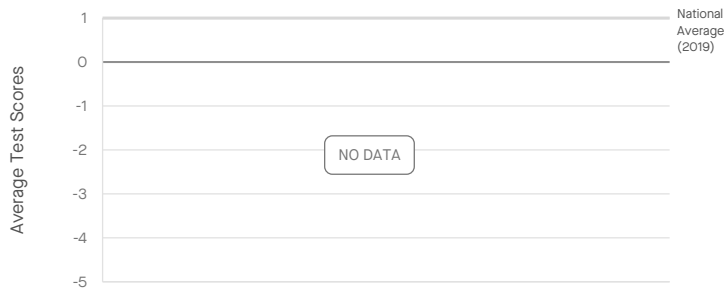 Average Test Scores
1
0
-1
-2
-3
-4
-5
National
Average
(2019)
NO DATA